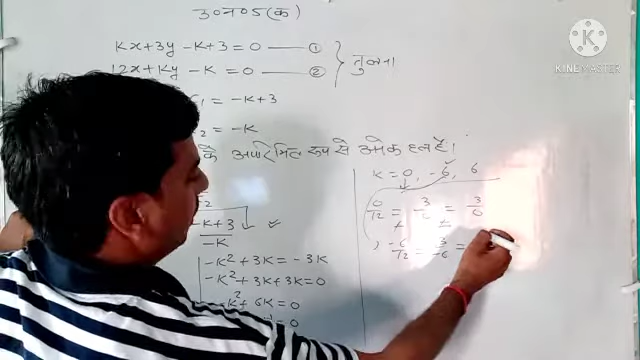 उ०न०5(क)
Kx+3y-K+3=0 —— ①
12x+Ky-K=0 —— ②
तुलना
= -K+3
= -K
के अपरिमित रूप से अनेक हल हैं।
-K+3
-K
-K²+3K = -3K
-K²+3K+3K=0
-K²+6K=0
K = 0, -6, 6
0/12 = 3/0 = 3/0
-6/12 = 3/-6 =
KINEMASTER